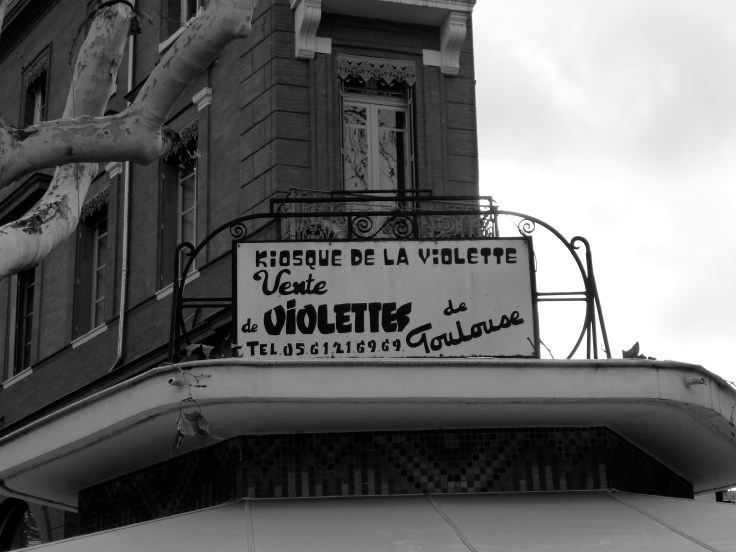 KIOSQUE DE LA VIOLETTE
Vente
de VIOLETTES de
TEL.05.61.21.69.69. Toulouse